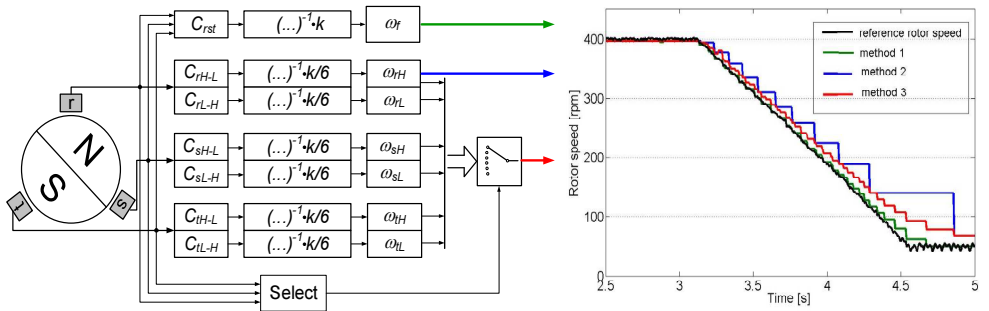 C_rst (...)^-1·k ω_f
C_rH-L (...)^-1·k/6 ω_rH
C_rL-H (...)^-1·k/6 ω_rL
C_sH-L (...)^-1·k/6 ω_sH
C_sL-H (...)^-1·k/6 ω_sL
C_tH-L (...)^-1·k/6 ω_tH
C_tL-H (...)^-1·k/6 ω_tL
Select
r
N
S
t
s
Rotor speed [rpm]
400
300
200
100
0
2.5 3 3.5 4 4.5 5
Time [s]
reference rotor speed
method 1
method 2
method 3